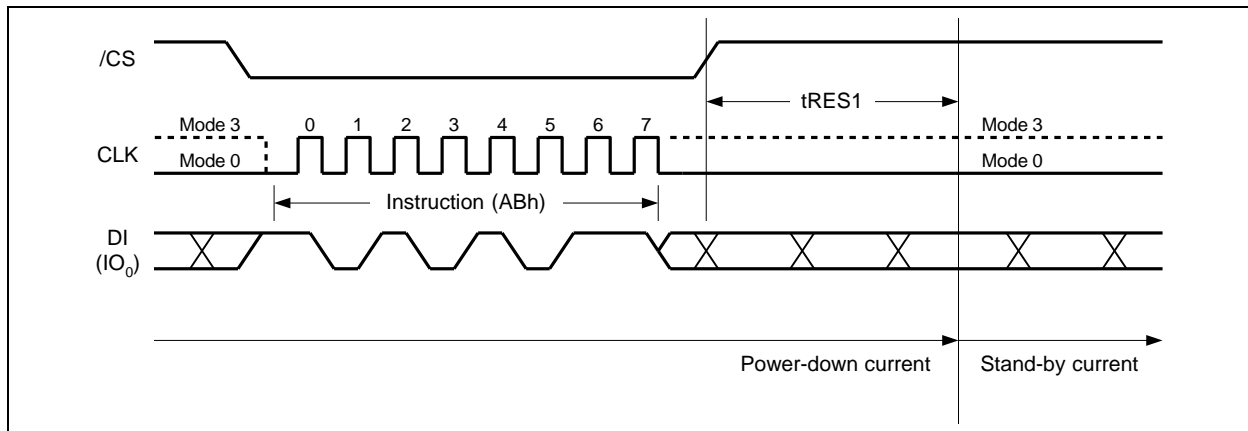 /CS
tRES1
Mode 3 0 1 2 3 4 5 6 7 Mode 3
CLK
Mode 0 Mode 0
Instruction (ABh)
DI
(IO0)
Power-down current Stand-by current